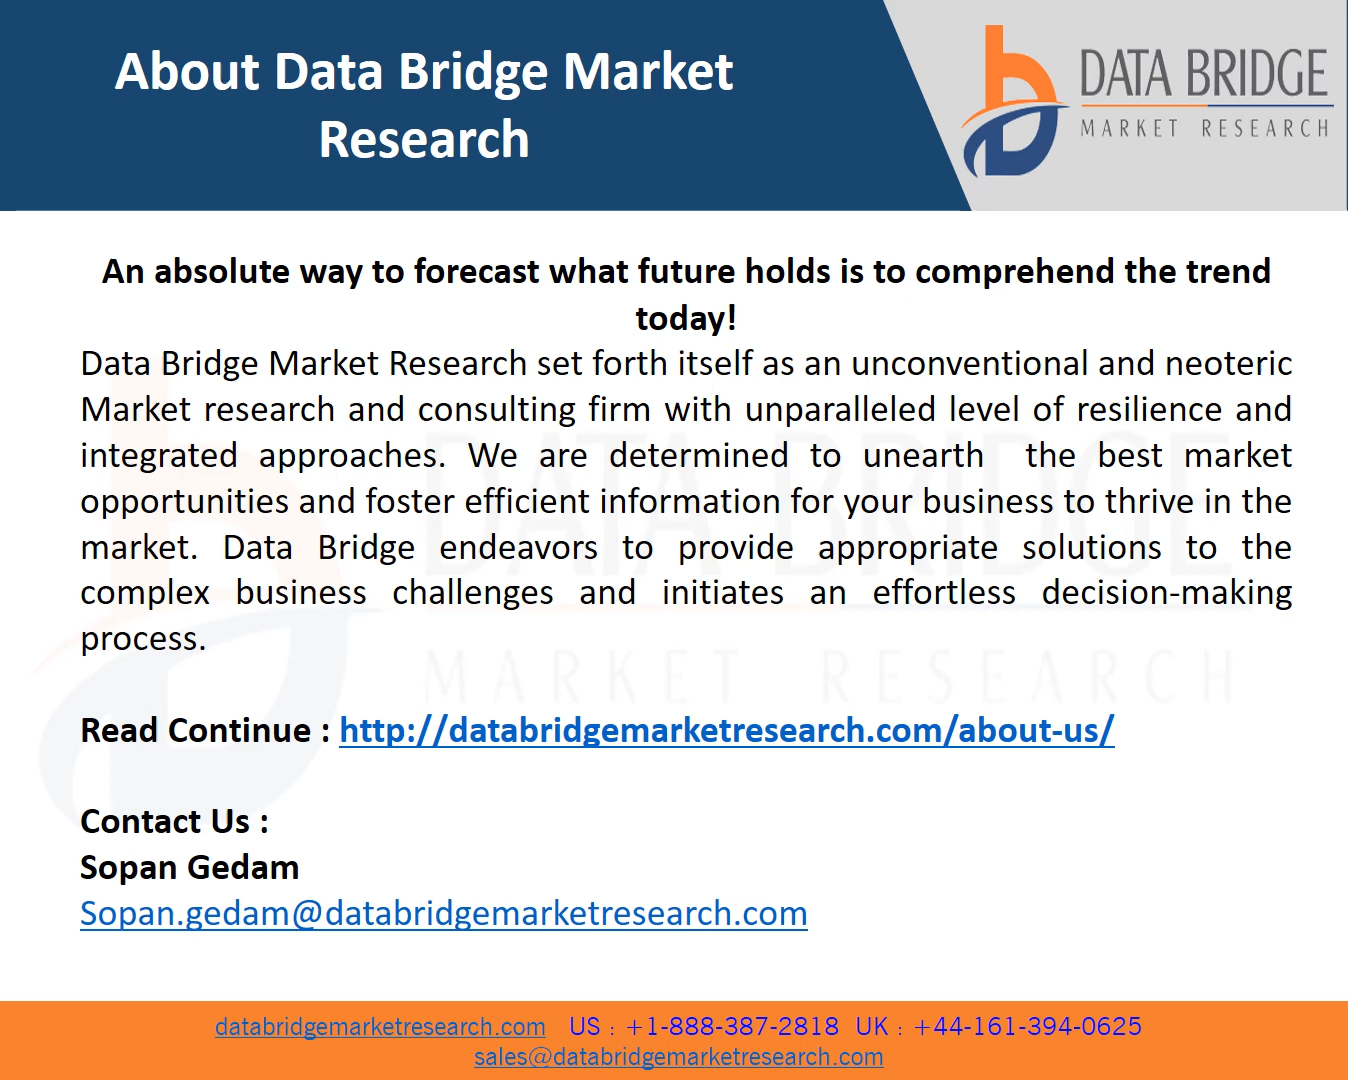 About Data Bridge Market
Research
DATA BRIDGE
MARKET RESEARCH
An absolute way to forecast what future holds is to comprehend the trend
today!
Data Bridge Market Research set forth itself as an unconventional and neoteric
Market research and consulting firm with unparalleled level of resilience and
integrated approaches. We are determined to unearth the best market
opportunities and foster efficient information for your business to thrive in the
market. Data Bridge endeavors to provide appropriate solutions to the
complex business challenges and initiates an effortless decision-making
process.
DATA BRIDGE
MARKET RESEARCH
Read Continue : http://databridgemarketresearch.com/about-us/
Contact Us :
Sopan Gedam
Sopan.gedam@databridgemarketresearch.com
databridgemarketresearch.com US : +1-888-387-2818 UK : +44-161-394-0625
sales@databridgemarketresearch.com